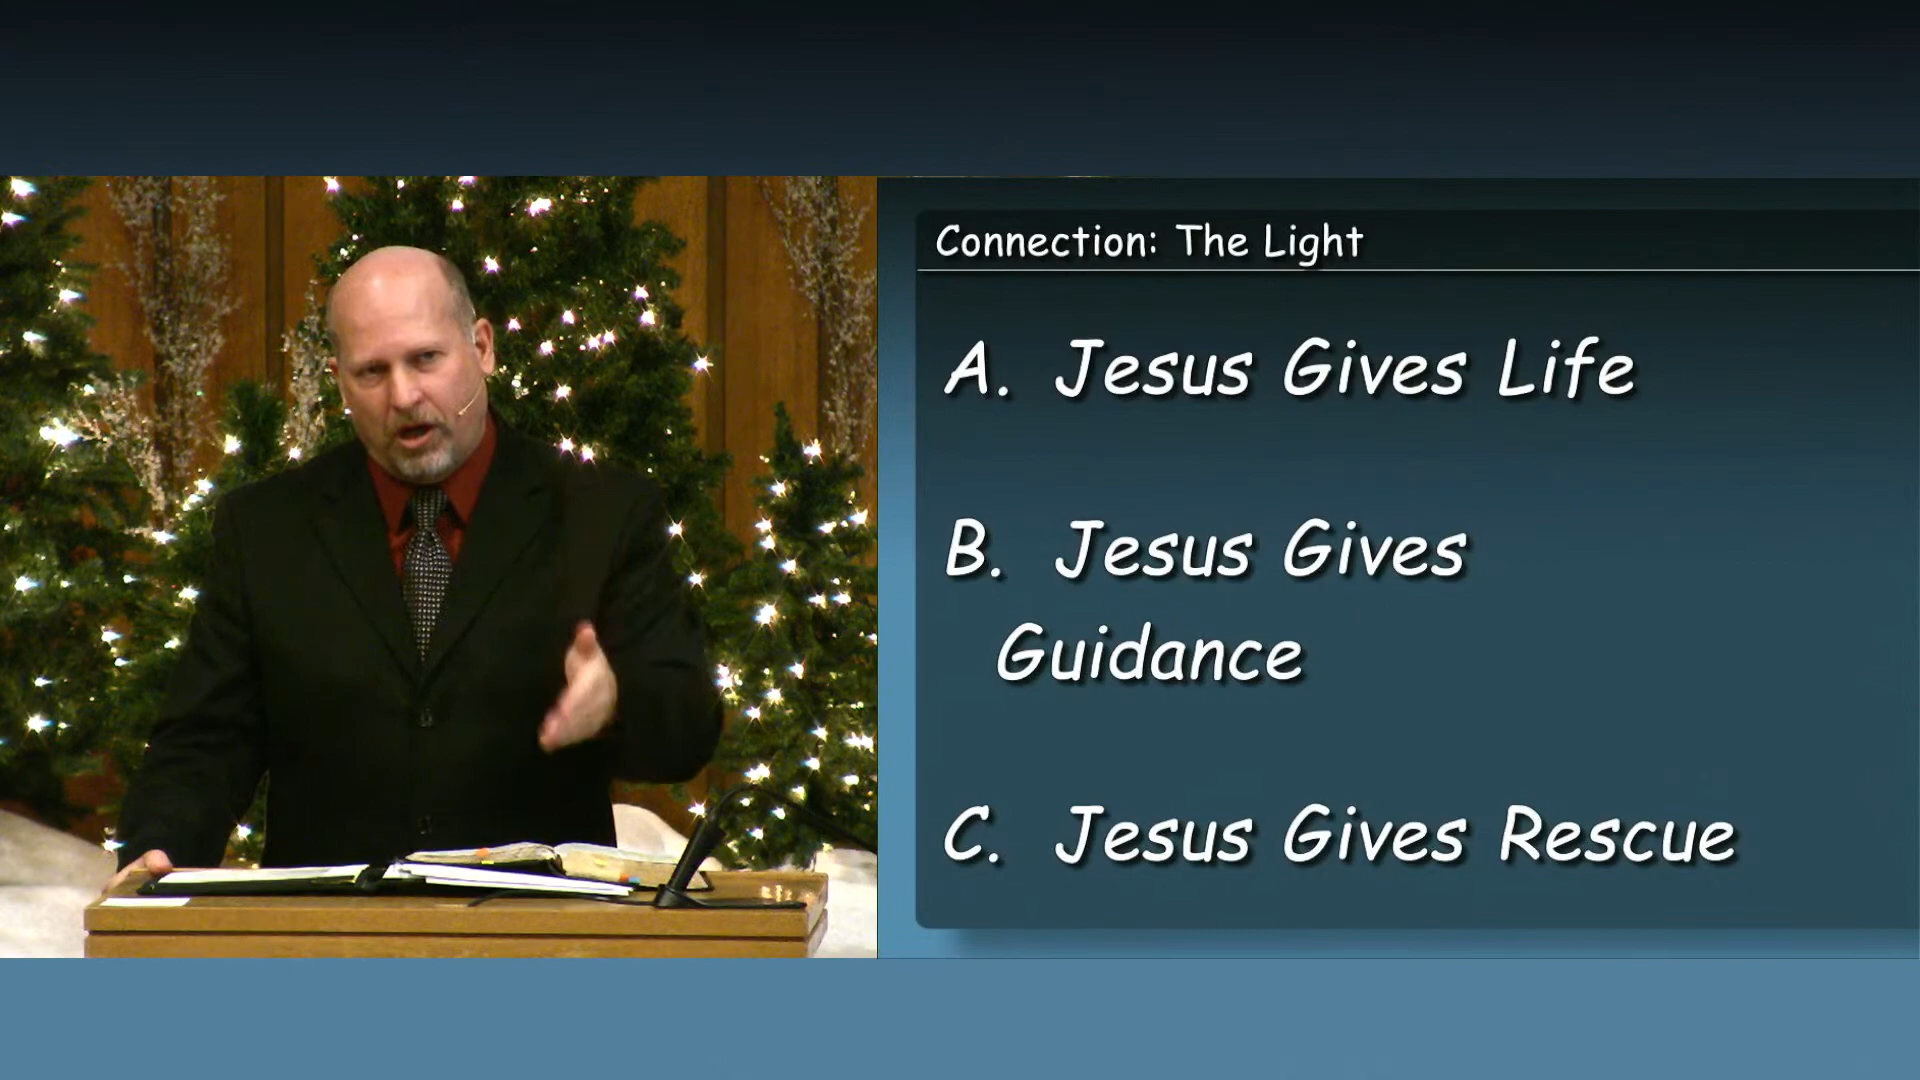 Connection: The Light
A. Jesus Gives Life
B. Jesus Gives
Guidance
C. Jesus Gives Rescue